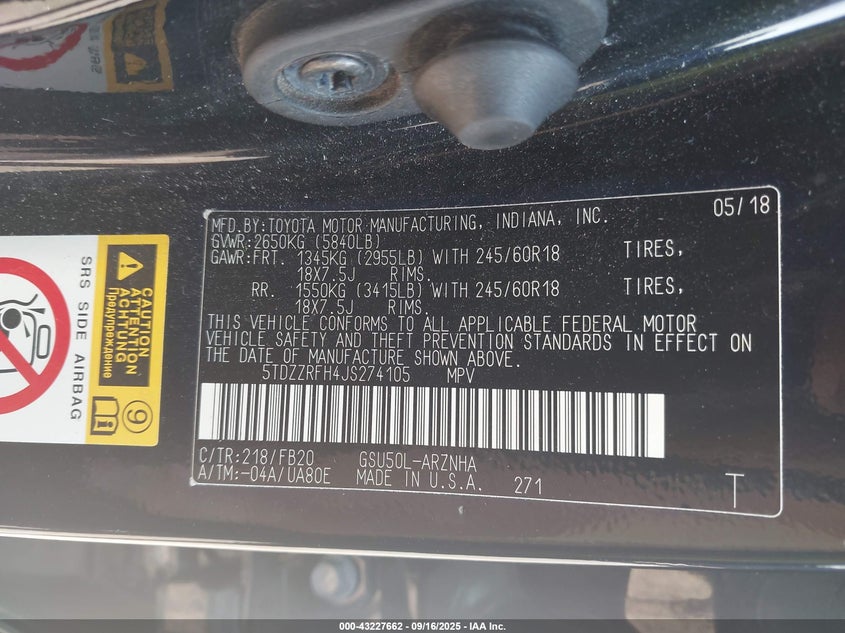 MFD.BY:TOYOTA MOTOR MANUFACTURING, INDIANA, INC. 05/18
GVWR:2650KG (5840LB)
GAWR:FRT. 1345KG (2955LB) WITH 245/60R18 TIRES,
18X7.5J RIMS.
RR. 1550KG (3415LB) WITH 245/60R18 TIRES,
18X7.5J RIMS.
THIS VEHICLE CONFORMS TO ALL APPLICABLE FEDERAL MOTOR
VEHICLE SAFETY AND THEFT PREVENTION STANDARDS IN EFFECT ON
THE DATE OF MANUFACTURE SHOWN ABOVE.
5TDZZRFH4JS274105 MPV
C/TR:218/FB20 GSU50L-ARZNHA
A/TM:-04A/UA80E MADE IN U.S.A. 271 T
SRS SIDE AIRBAG
CAUTION
ATTENTION
ACHTUNG
Предупреждение
9
000-43227662 - 09/16/2025 - IAA Inc.